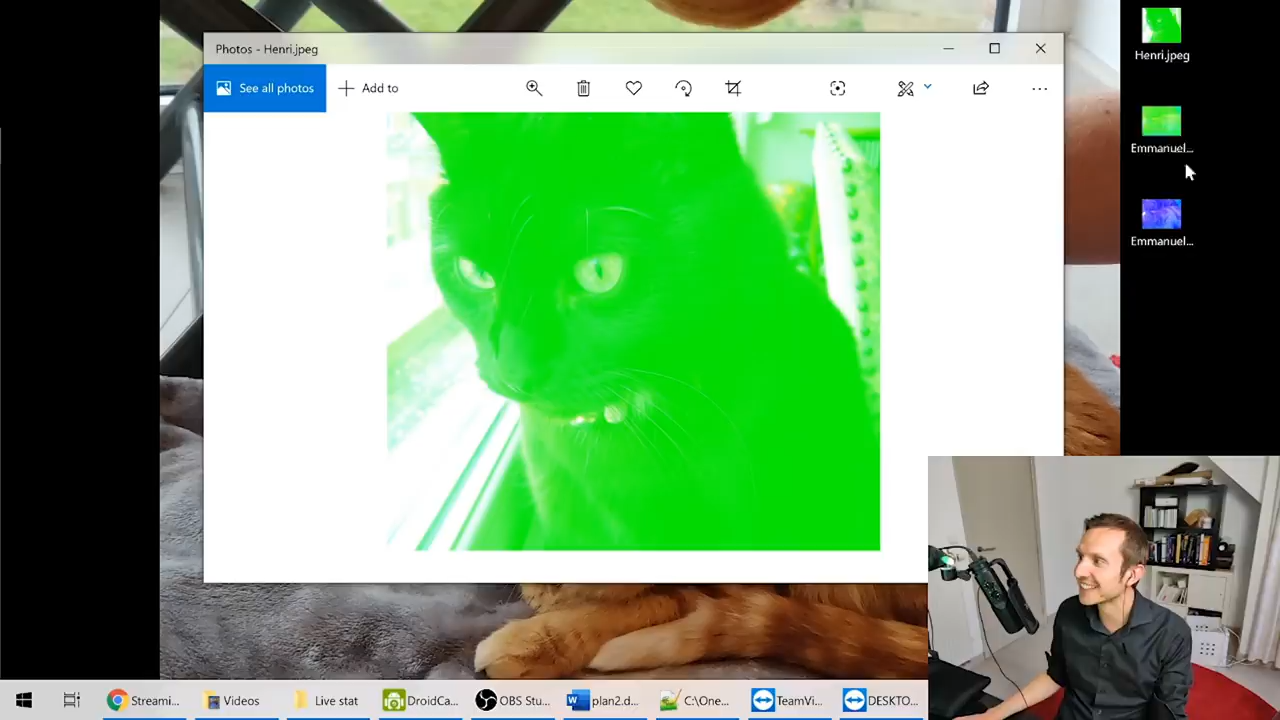 Photos - Henri.jpeg
See all photos
Add to
Henri.jpeg
Emmanuel...
Emmanuel...
Streami...
Videos
Live stat
DroidCa...
OBS Stu...
plan2.d...
C:\One...
TeamVi...
DESKTO...